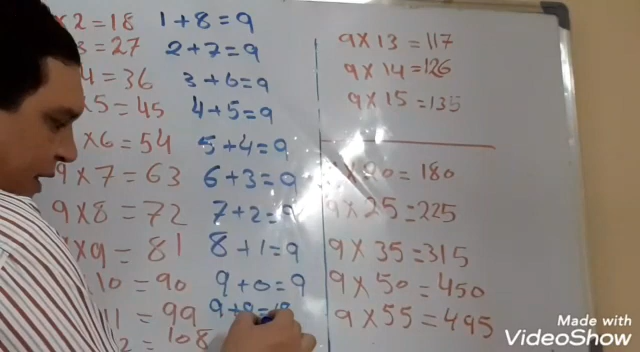 x 2 = 18
3 = 27
4 = 36
x 5 = 45
x 6 = 54
9 x 7 = 63
9 x 8 = 72
x 9 = 81
10 = 90
11 = 99
2 = 108
1 + 8 = 9
2 + 7 = 9
3 + 6 = 9
4 + 5 = 9
5 + 4 = 9
6 + 3 = 9
7 + 2 = 9
8 + 1 = 9
9 + 0 = 9
9 + 9 = 18
9 x 13 = 117
9 x 14 = 126
9 x 15 = 135
x 20 = 180
9 x 25 = 225
9 x 35 = 315
9 x 50 = 450
9 x 55 = 495
Made with
VideoShow